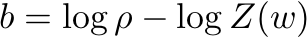 b = log ρ − log Z(w)